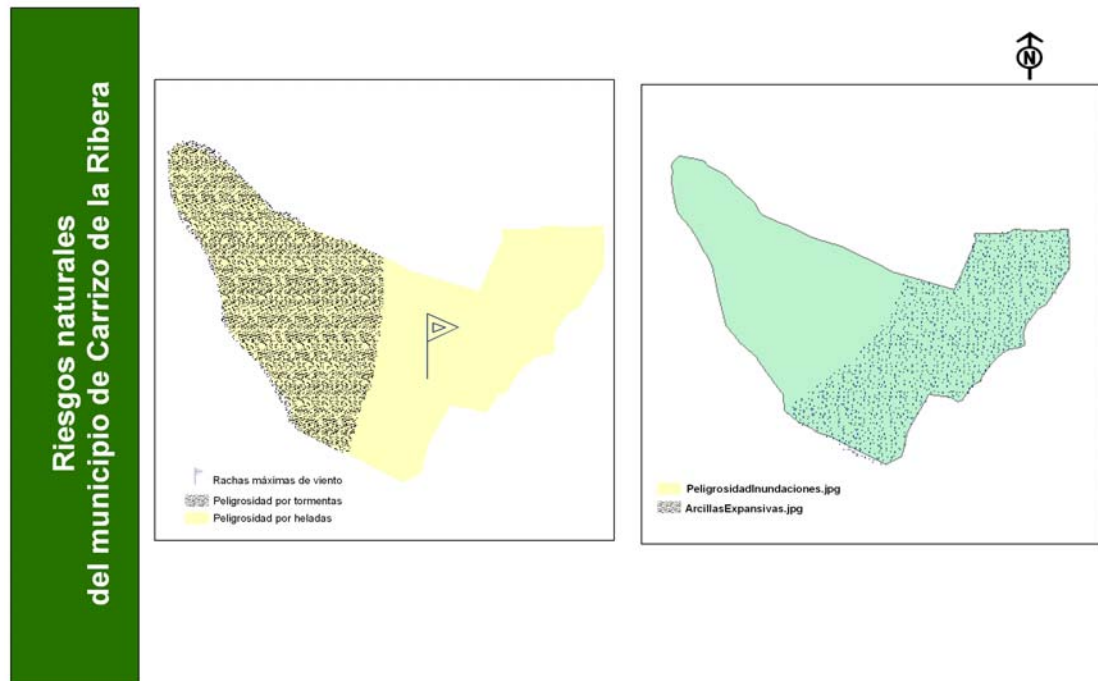 Riesgos naturales
del municipio de Carrizo de la Ribera
N
Rachas máximas de viento
Peligrosidad por tormentas
Peligrosidad por heladas
PeligrosidadInundaciones.jpg
ArcillasExpansivas.jpg